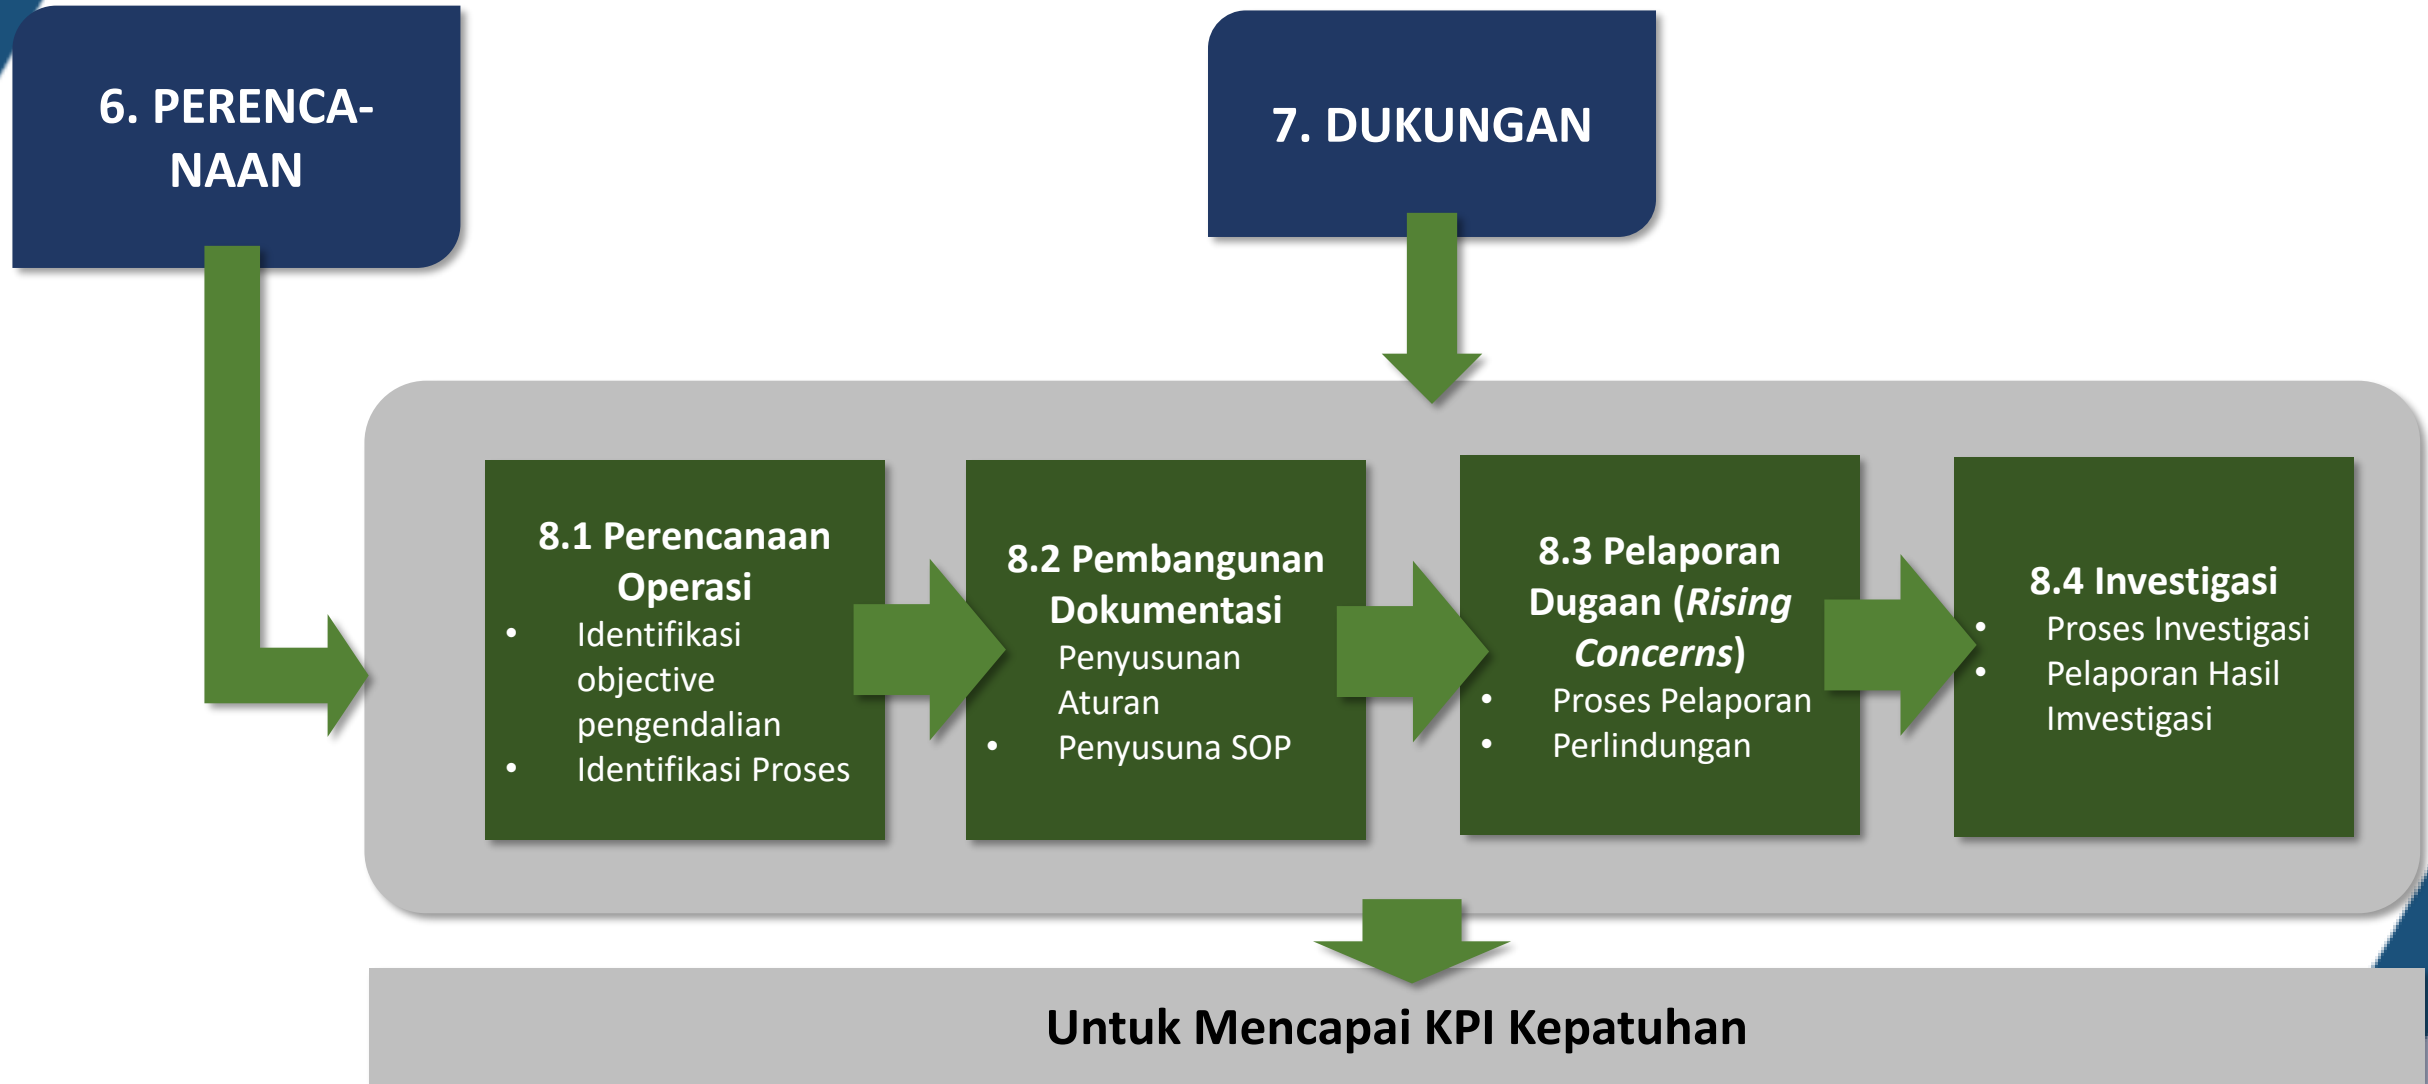 6. PERENCA-
NAAN
7. DUKUNGAN
8.1 Perencanaan
Operasi
• Identifikasi
objective
pengendalian
• Identifikasi Proses
8.2 Pembangunan
Dokumentasi
Penyusunan
Aturan
• Penyusuna SOP
8.3 Pelaporan
Dugaan (Rising
Concerns)
• Proses Pelaporan
• Perlindungan
8.4 Investigasi
• Proses Investigasi
• Pelaporan Hasil
Imvestigasi
Untuk Mencapai KPI Kepatuhan